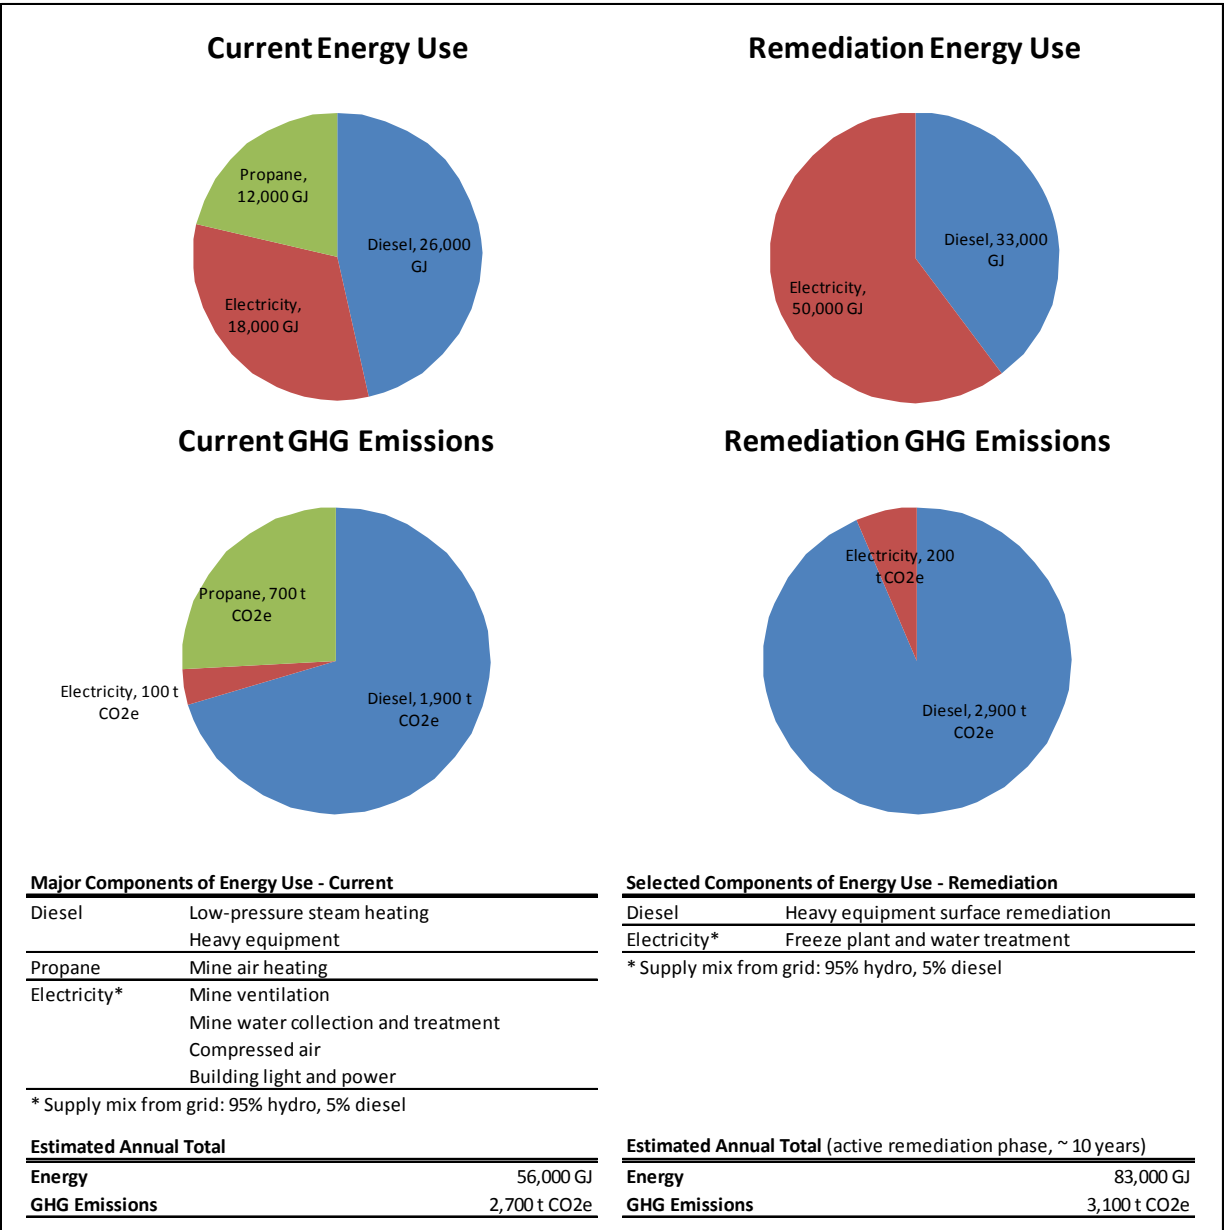 Current Energy Use
Propane,
12,000 GJ
Diesel, 26,000
GJ
Electricity,
18,000 GJ
Remediation Energy Use
Diesel, 33,000
GJ
Electricity,
50,000 GJ
Current GHG Emissions
Propane, 700 t
CO2e
Electricity, 100 t
CO2e
Diesel, 1,900 t
CO2e
Remediation GHG Emissions
Electricity, 200
t CO2e
Diesel, 2,900 t
CO2e
Major Components of Energy Use - Current
Diesel Low-pressure steam heating
Heavy equipment
Propane Mine air heating
Electricity* Mine ventilation
Mine water collection and treatment
Compressed air
Building light and power
* Supply mix from grid: 95% hydro, 5% diesel
Estimated Annual Total
Energy 56,000 GJ
GHG Emissions 2,700 t CO2e
Selected Components of Energy Use - Remediation
Diesel Heavy equipment surface remediation
Electricity* Freeze plant and water treatment
* Supply mix from grid: 95% hydro, 5% diesel
Estimated Annual Total (active remediation phase, ~ 10 years)
Energy 83,000 GJ
GHG Emissions 3,100 t CO2e